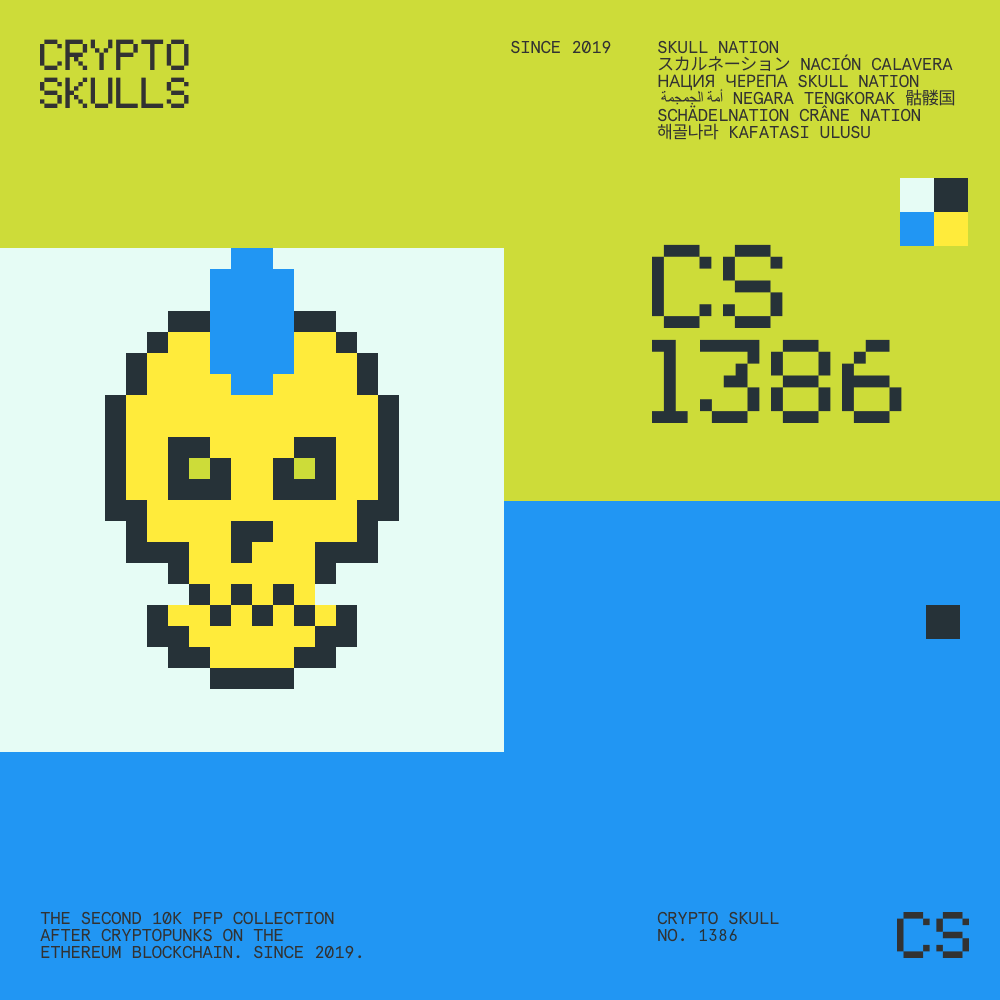 CRYPTO
SKULLS
SINCE 2019
SKULL NATION
スカルネーション NACIÓN CALAVERA
НАЦИЯ ЧЕРЕПА SKULL NATION
أمة الجمجمة NEGARA TENGKORAK 骷髅国
SCHÄDELNATION CRÂNE NATION
해골나라 KAFATASI ULUSU
CS
1386
THE SECOND 10K PFP COLLECTION
AFTER CRYPTOPUNKS ON THE
ETHEREUM BLOCKCHAIN. SINCE 2019.
CRYPTO SKULL
NO. 1386
CS